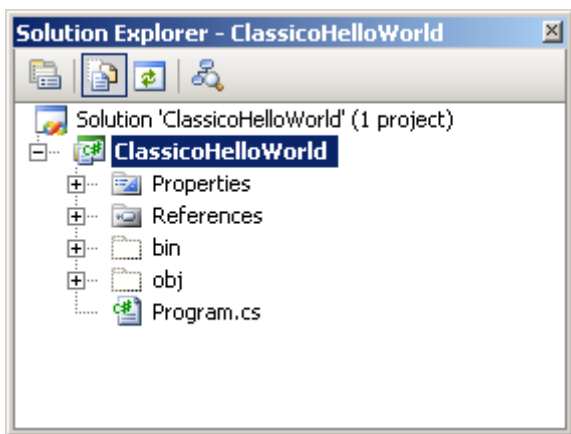 Solution Explorer - ClassicoHelloWorld
Solution 'ClassicoHelloWorld' (1 project)
C# ClassicoHelloWorld
Properties
References
bin
obj
C# Program.cs